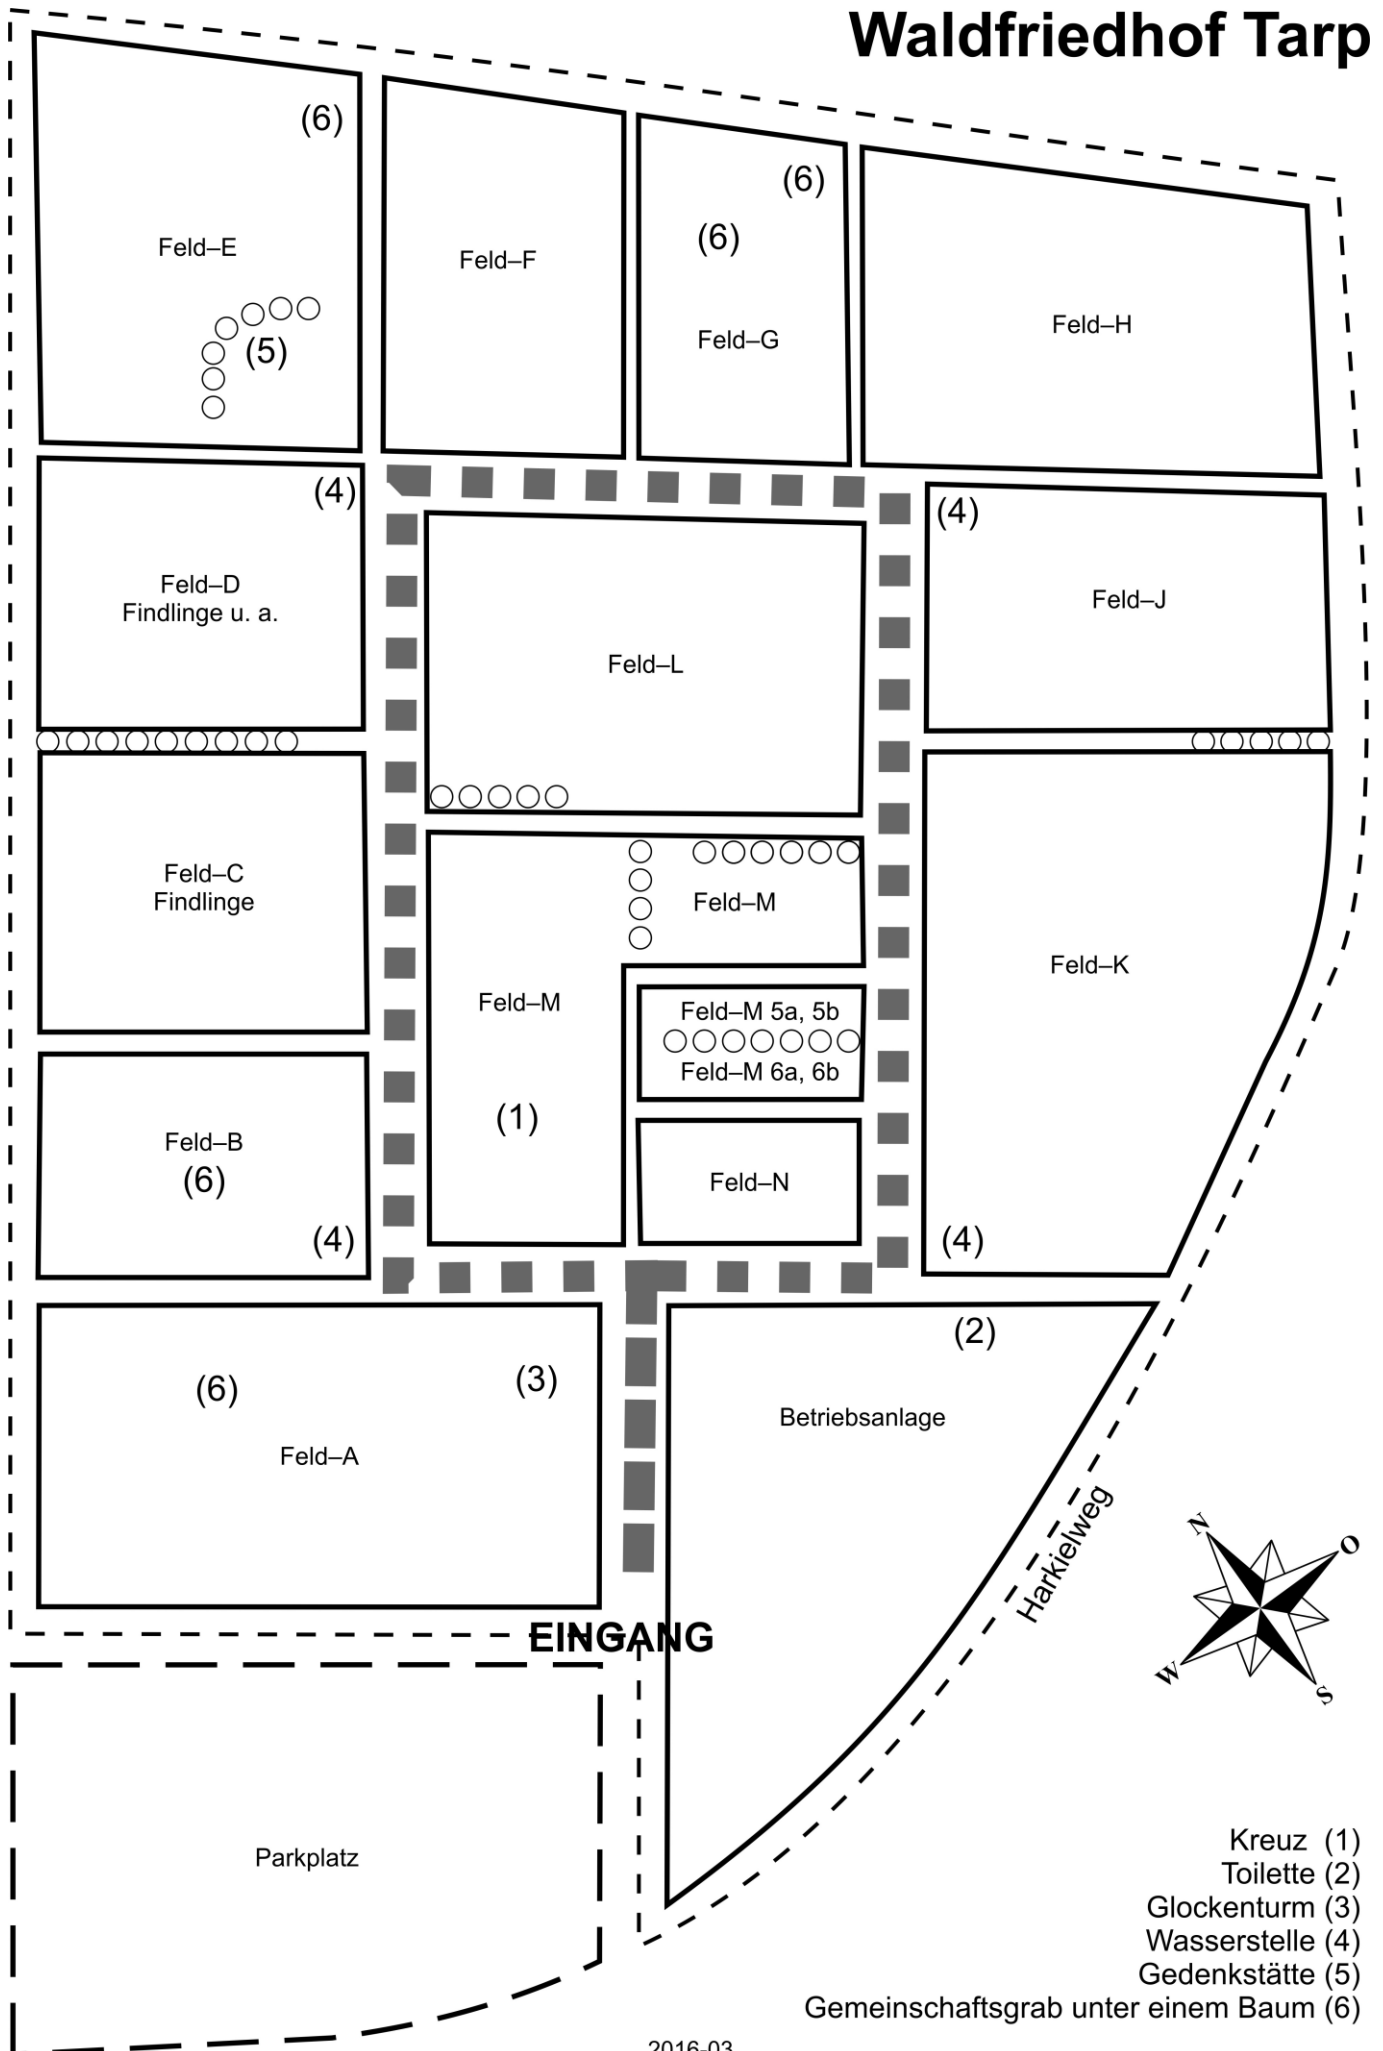 Waldfriedhof Tarp
(6)
(6)
(6)
Feld–E
Feld–F
Feld–G
Feld–H
(5)
(4)
(4)
Feld–D
Findlinge u. a.
Feld–L
Feld–J
Feld–C
Findlinge
Feld–M
Feld–K
Feld–M
Feld–M 5a, 5b
Feld–M 6a, 6b
(1)
Feld–B
(6)
Feld–N
(4)
(4)
(2)
(6)
(3)
Feld–A
Betriebsanlage
Harkielweg
N
O
W
S
EINGANG
Parkplatz
Kreuz (1)
Toilette (2)
Glockenturm (3)
Wasserstelle (4)
Gedenkstätte (5)
Gemeinschaftsgrab unter einem Baum (6)
2016-03